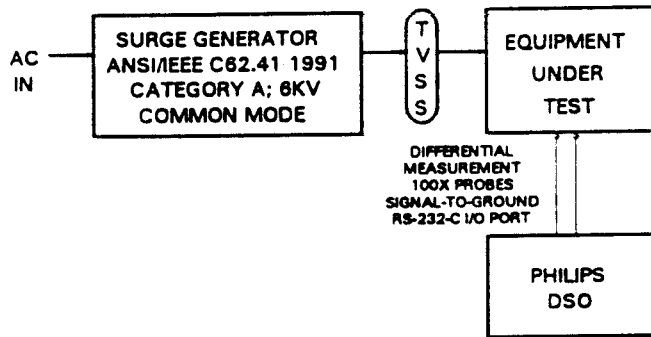 AC
IN
SURGE GENERATOR
ANSI/IEEE C62.41 1991
CATEGORY A; 6KV
COMMON MODE
T
V
S
S
EQUIPMENT
UNDER
TEST
DIFFERENTIAL
MEASUREMENT
100X PROBES
SIGNAL-TO-GROUND
RS-232-C I/O PORT
PHILIPS
DSO